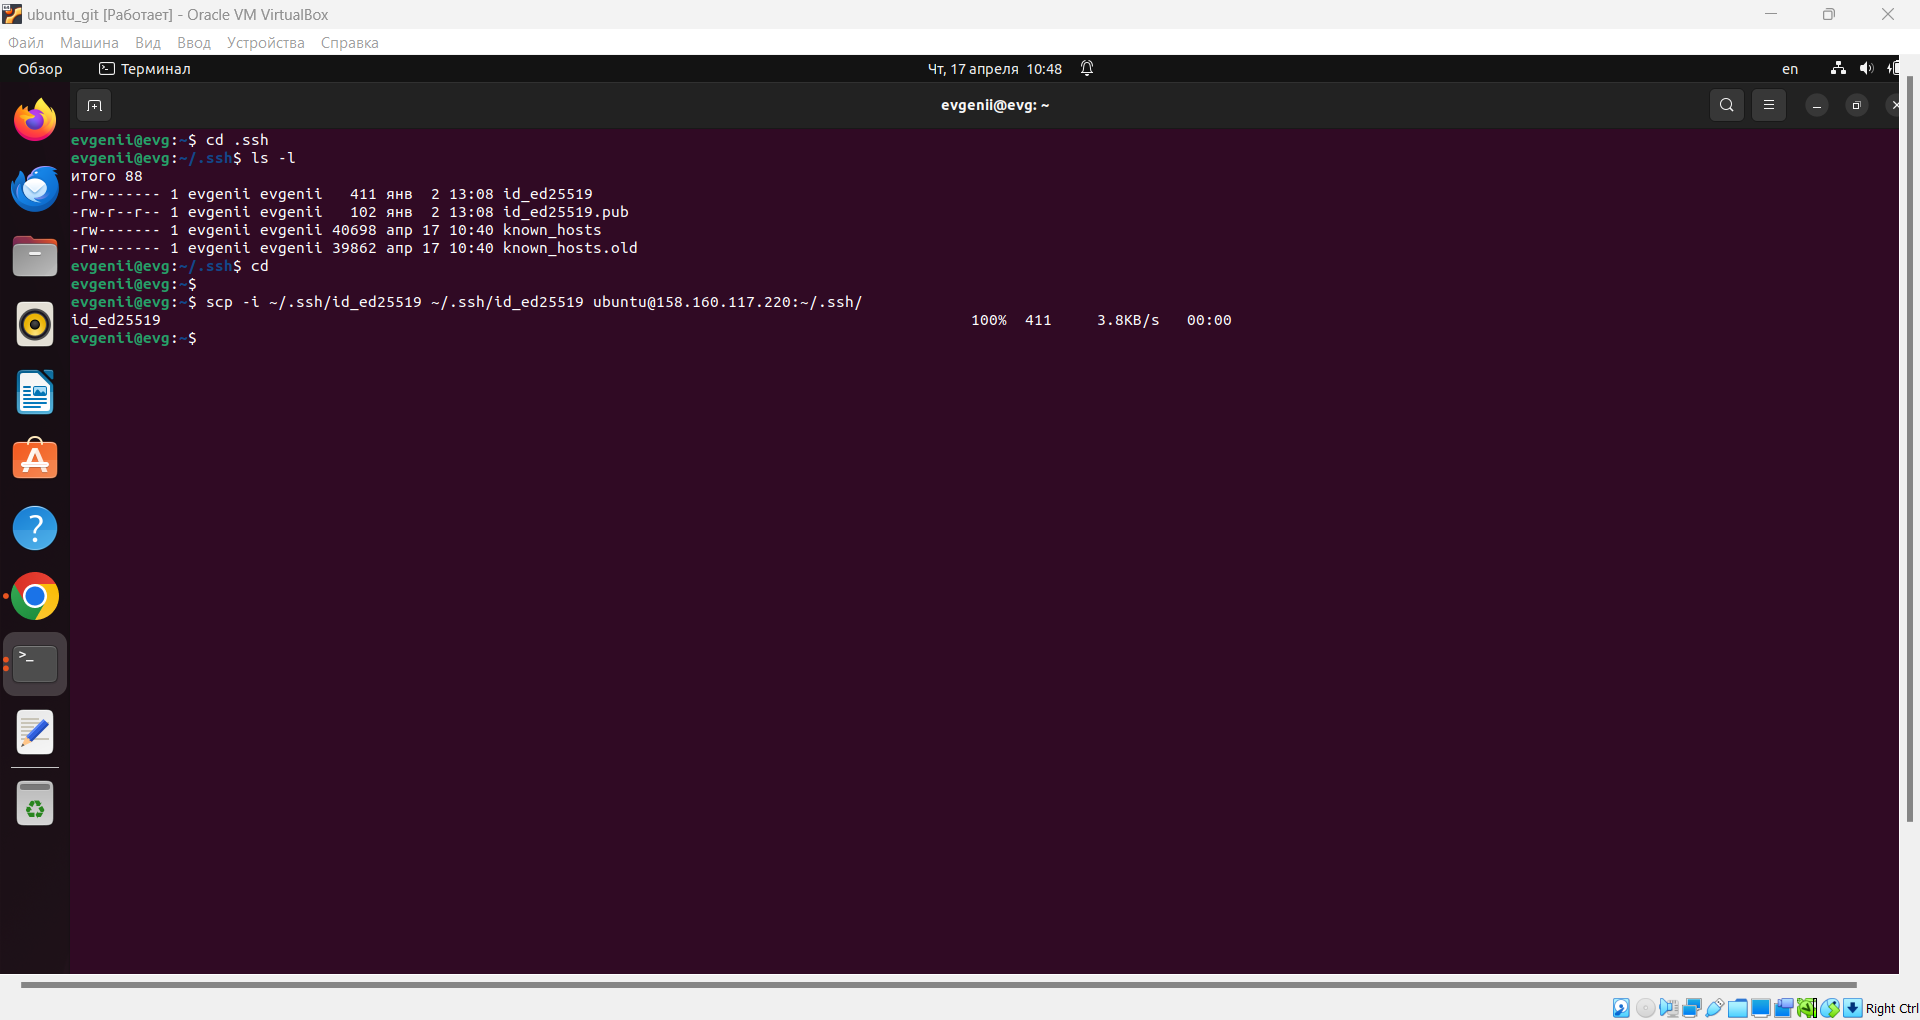 ubuntu_git [Работает] - Oracle VM VirtualBox
Файл Машина Вид Ввод Устройства Справка
Обзор Терминал Чт, 17 апреля 10:48 en
evgenii@evg: ~
evgenii@evg:~$ cd .ssh
evgenii@evg:~/.ssh$ ls -l
итого 88
-rw------- 1 evgenii evgenii   411 янв  2 13:08 id_ed25519
-rw-r--r-- 1 evgenii evgenii   102 янв  2 13:08 id_ed25519.pub
-rw------- 1 evgenii evgenii 40698 апр 17 10:40 known_hosts
-rw------- 1 evgenii evgenii 39862 апр 17 10:40 known_hosts.old
evgenii@evg:~/.ssh$ cd
evgenii@evg:~$
evgenii@evg:~$ scp -i ~/.ssh/id_ed25519 ~/.ssh/id_ed25519 ubuntu@158.160.117.220:~/.ssh/
id_ed25519 100% 411 3.8KB/s 00:00
evgenii@evg:~$
Right Ctrl